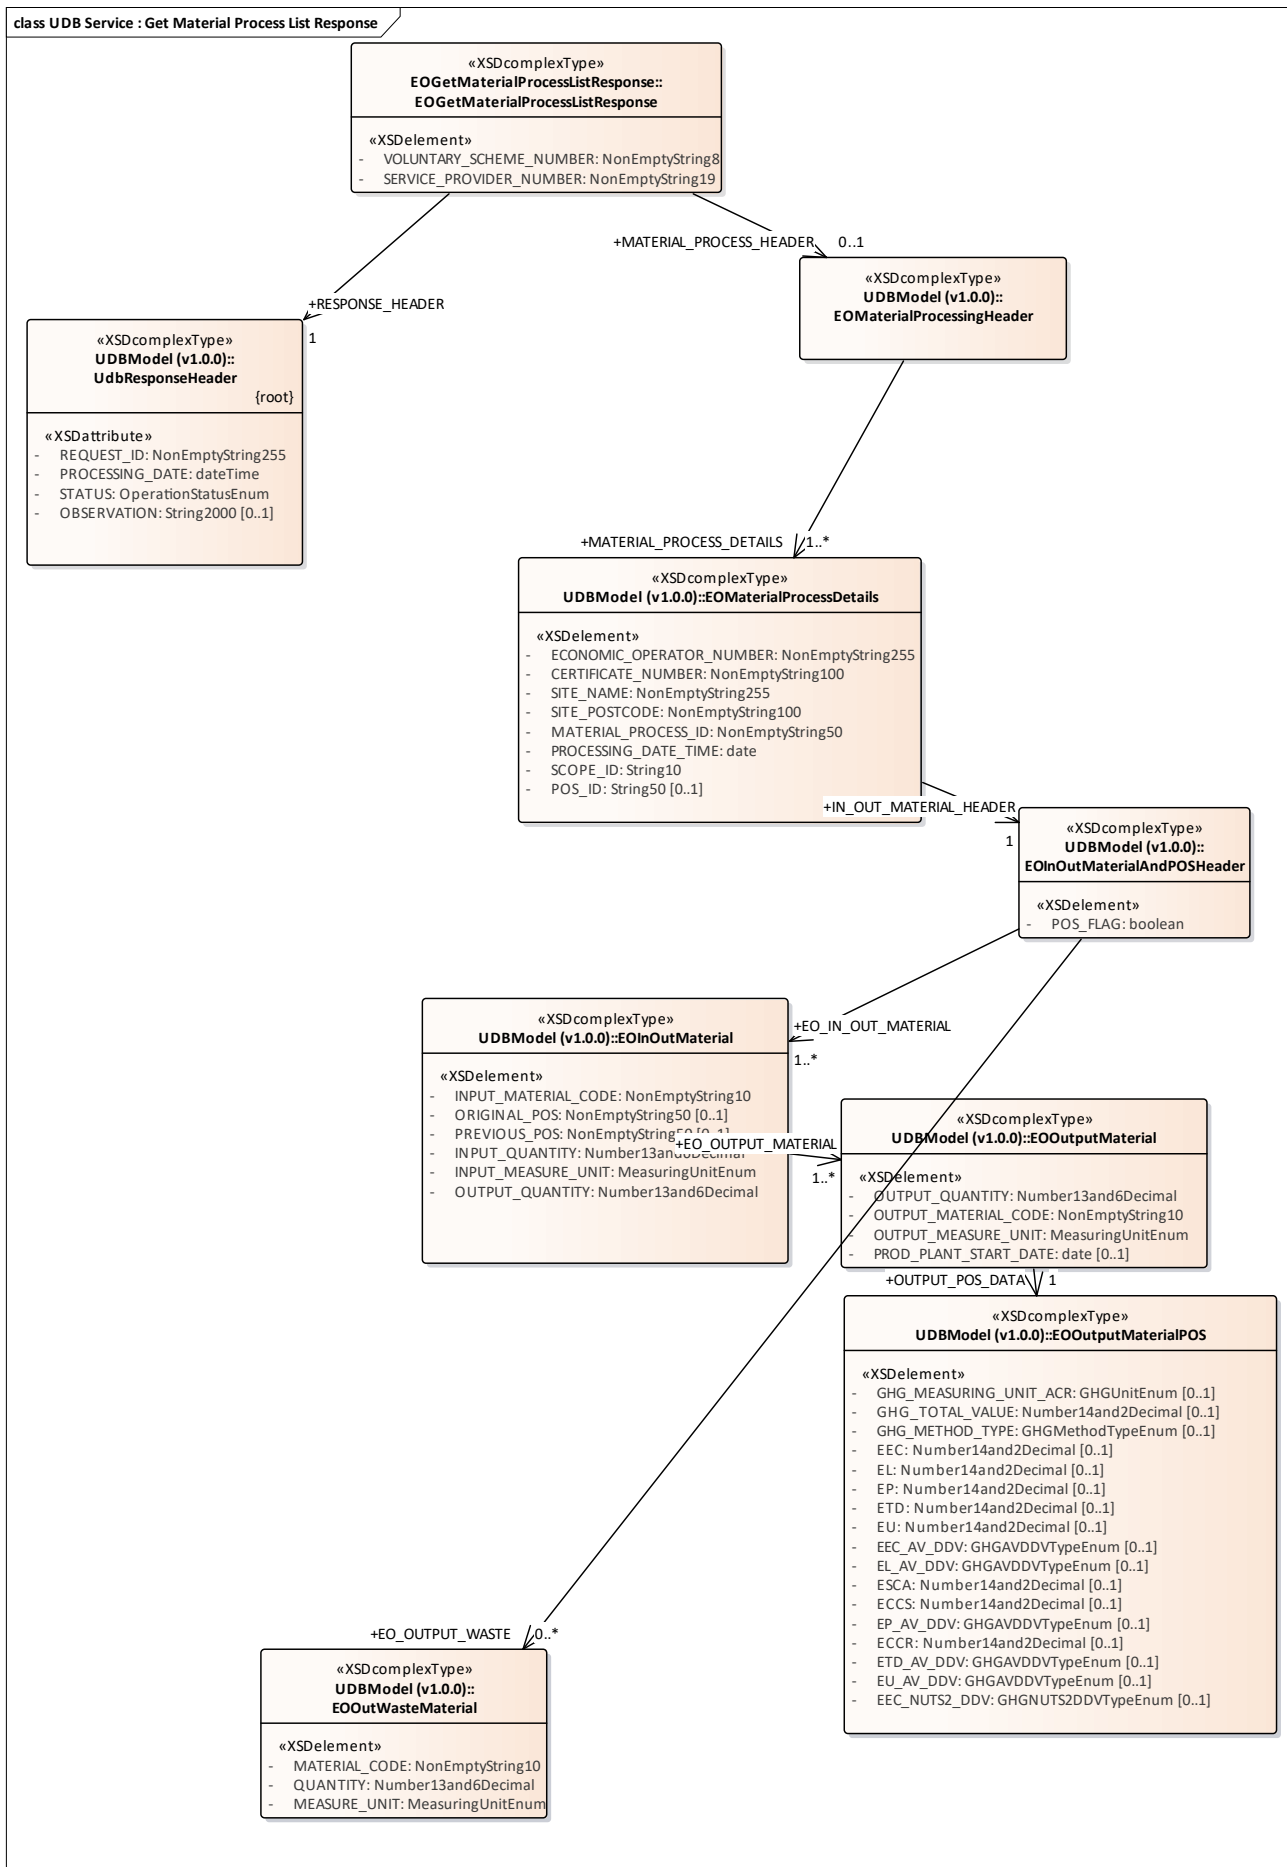 class UDB Service : Get Material Process List Response
«XSDcomplexType»
EOGetMaterialProcessListResponse::
EOGetMaterialProcessListResponse
«XSDelement»
- VOLUNTARY_SCHEME_NUMBER: NonEmptyString8
- SERVICE_PROVIDER_NUMBER: NonEmptyString19
+MATERIAL_PROCESS_HEADER 0..1
«XSDcomplexType»
UDBModel (v1.0.0)::
EOMaterialProcessingHeader
+RESPONSE_HEADER
1
«XSDcomplexType»
UDBModel (v1.0.0)::
UdbResponseHeader
{root}
«XSDattribute»
- REQUEST_ID: NonEmptyString255
- PROCESSING_DATE: dateTime
- STATUS: OperationStatusEnum
- OBSERVATION: String2000 [0..1]
+MATERIAL_PROCESS_DETAILS 1..*
«XSDcomplexType»
UDBModel (v1.0.0)::EOMaterialProcessDetails
«XSDelement»
- ECONOMIC_OPERATOR_NUMBER: NonEmptyString255
- CERTIFICATE_NUMBER: NonEmptyString100
- SITE_NAME: NonEmptyString255
- SITE_POSTCODE: NonEmptyString100
- MATERIAL_PROCESS_ID: NonEmptyString50
- PROCESSING_DATE_TIME: date
- SCOPE_ID: String10
- POS_ID: String50 [0..1]
+IN_OUT_MATERIAL_HEADER
1
«XSDcomplexType»
UDBModel (v1.0.0)::
EOInOutMaterialAndPOSHeader
«XSDelement»
- POS_FLAG: boolean
+EO_IN_OUT_MATERIAL
1..*
«XSDcomplexType»
UDBModel (v1.0.0)::EOInOutMaterial
«XSDelement»
- INPUT_MATERIAL_CODE: NonEmptyString10
- ORIGINAL_POS: NonEmptyString50 [0..1]
- PREVIOUS_POS: NonEmptyString50 [0..1]
- INPUT_QUANTITY: Number13and6Decimal
- INPUT_MEASURE_UNIT: MeasuringUnitEnum
- OUTPUT_QUANTITY: Number13and6Decimal
+EO_OUTPUT_MATERIAL
1..*
«XSDcomplexType»
UDBModel (v1.0.0)::EOOutputMaterial
«XSDelement»
- OUTPUT_QUANTITY: Number13and6Decimal
- OUTPUT_MATERIAL_CODE: NonEmptyString10
- OUTPUT_MEASURE_UNIT: MeasuringUnitEnum
- PROD_PLANT_START_DATE: date [0..1]
+OUTPUT_POS_DATA 1
«XSDcomplexType»
UDBModel (v1.0.0)::EOOutputMaterialPOS
«XSDelement»
- GHG_MEASURING_UNIT_ACR: GHGUnitEnum [0..1]
- GHG_TOTAL_VALUE: Number14and2Decimal [0..1]
- GHG_METHOD_TYPE: GHGMethodTypeEnum [0..1]
- EEC: Number14and2Decimal [0..1]
- EL: Number14and2Decimal [0..1]
- EP: Number14and2Decimal [0..1]
- ETD: Number14and2Decimal [0..1]
- EU: Number14and2Decimal [0..1]
- EEC_AV_DDV: GHGAVDDVTypeEnum [0..1]
- EL_AV_DDV: GHGAVDDVTypeEnum [0..1]
- ESCA: Number14and2Decimal [0..1]
- ECCS: Number14and2Decimal [0..1]
- EP_AV_DDV: GHGAVDDVTypeEnum [0..1]
- ECCR: Number14and2Decimal [0..1]
- ETD_AV_DDV: GHGAVDDVTypeEnum [0..1]
- EU_AV_DDV: GHGAVDDVTypeEnum [0..1]
- EEC_NUTS2_DDV: GHGNUTS2DDVTypeEnum [0..1]
+EO_OUTPUT_WASTE 0..*
«XSDcomplexType»
UDBModel (v1.0.0)::
EOOutWasteMaterial
«XSDelement»
- MATERIAL_CODE: NonEmptyString10
- QUANTITY: Number13and6Decimal
- MEASURE_UNIT: MeasuringUnitEnum